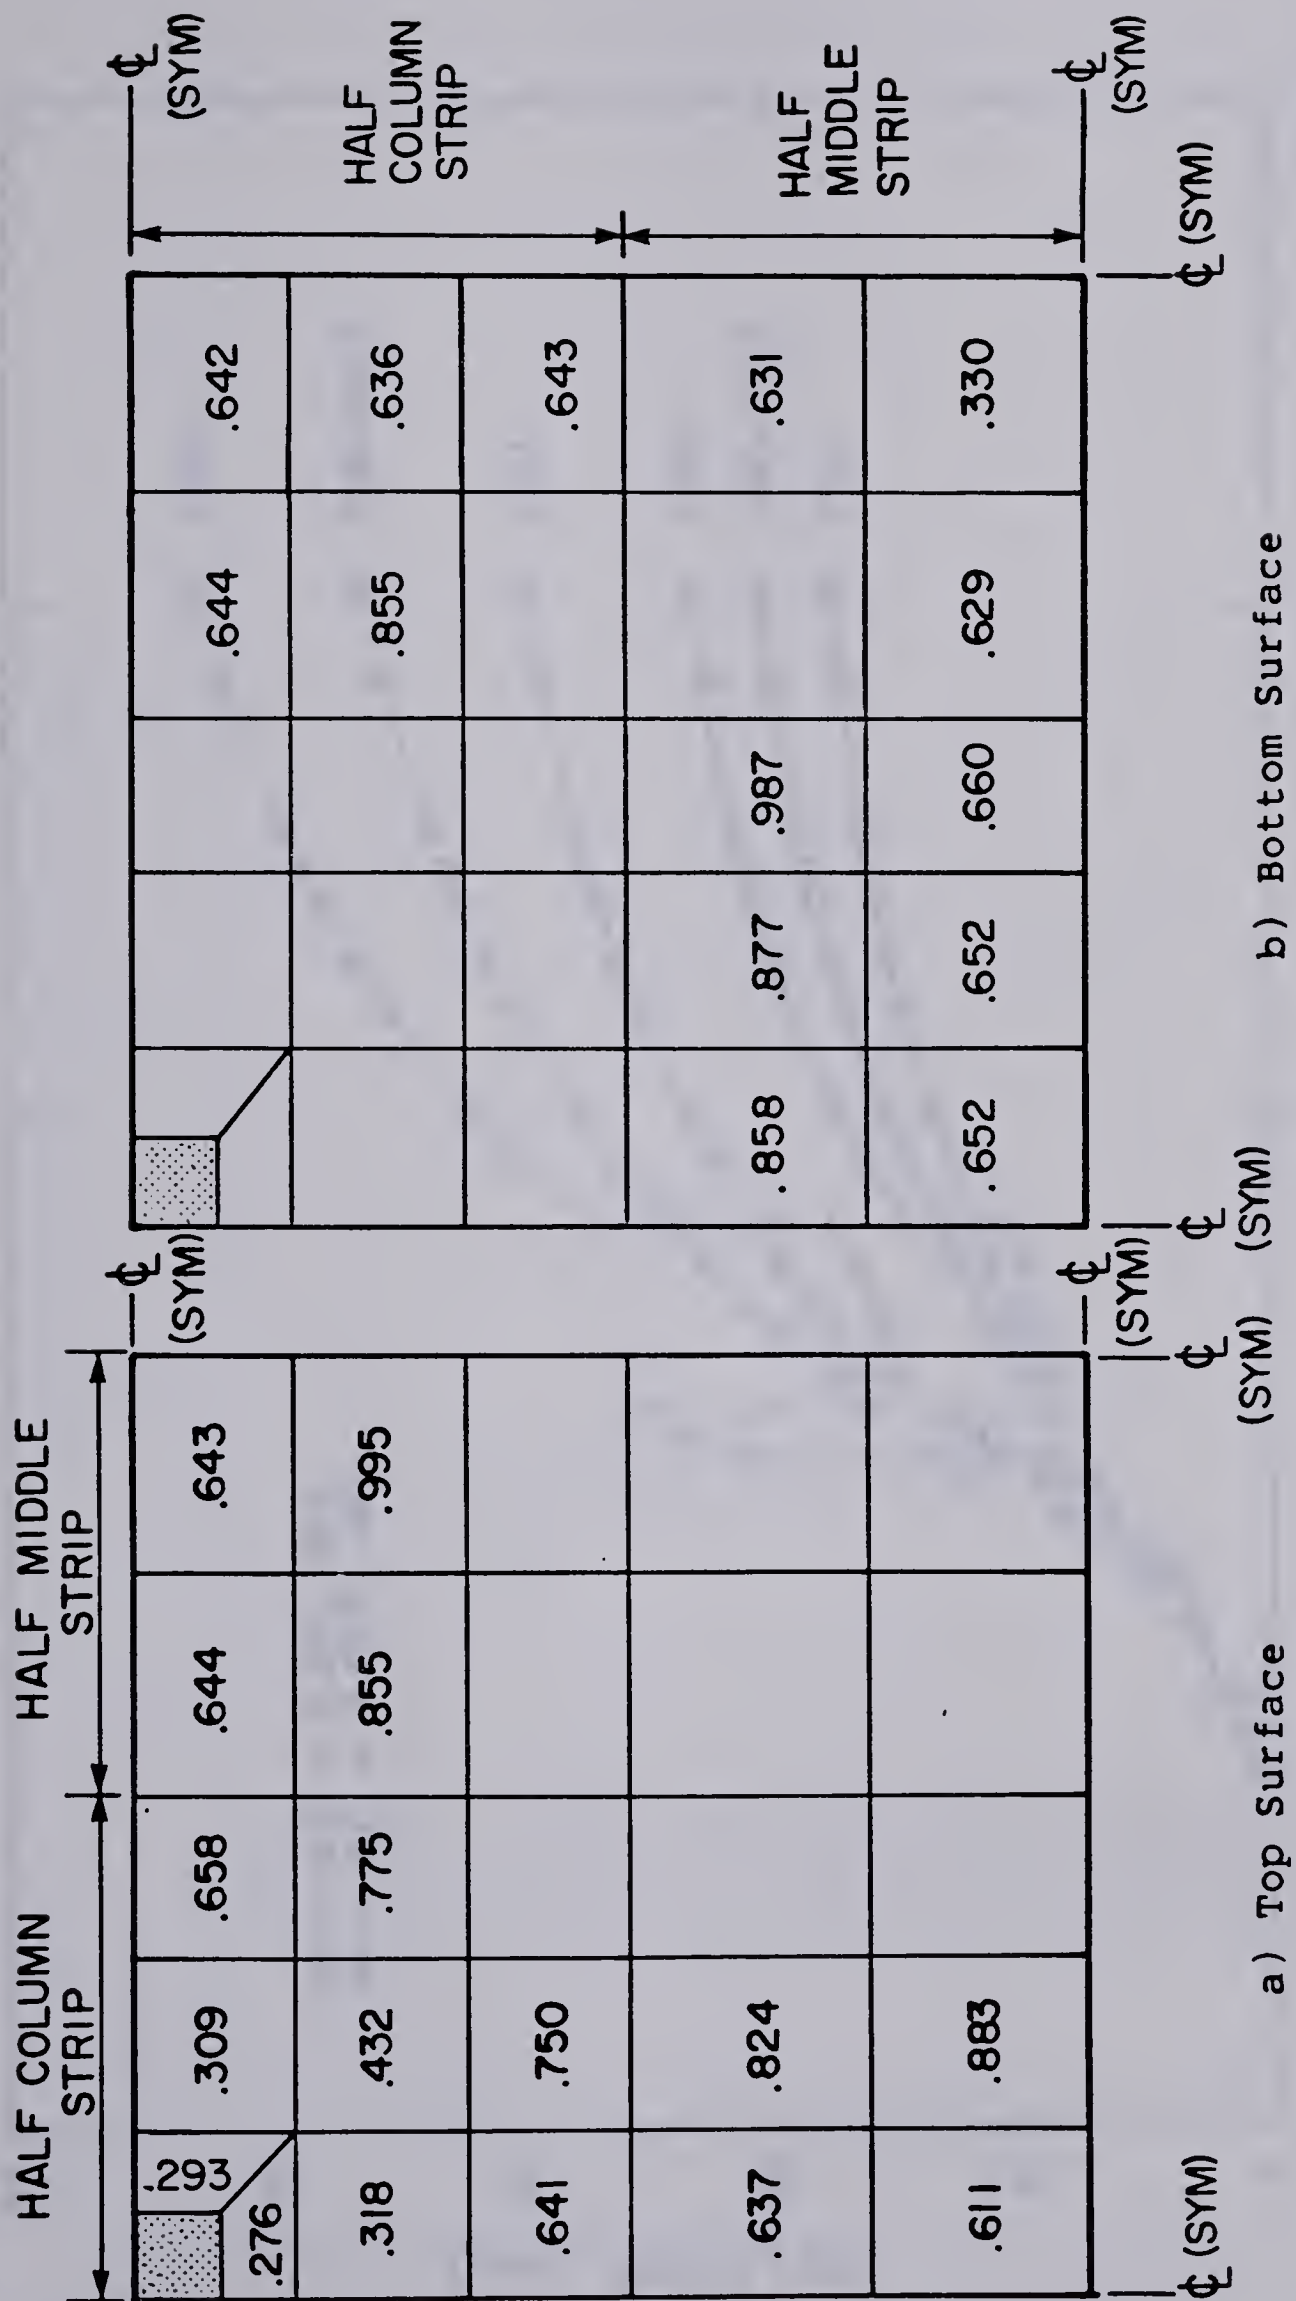 HALF COLUMN
STRIP
HALF MIDDLE
STRIP
℄
(SYM)
.293
.309
.658
.644
.643
.276
.318
.432
.775
.855
.995
.641
.750
.637
.824
.611
.883
℄ (SYM)
℄
(SYM)
℄
(SYM)
a) Top Surface
℄
(SYM)
.644
.642
.855
.636
.643
HALF
COLUMN
STRIP
.858
.877
.987
.631
HALF
MIDDLE
STRIP
.652
.652
.660
.629
.330
℄
(SYM)
℄
(SYM)
℄ (SYM)
b) Bottom Surface